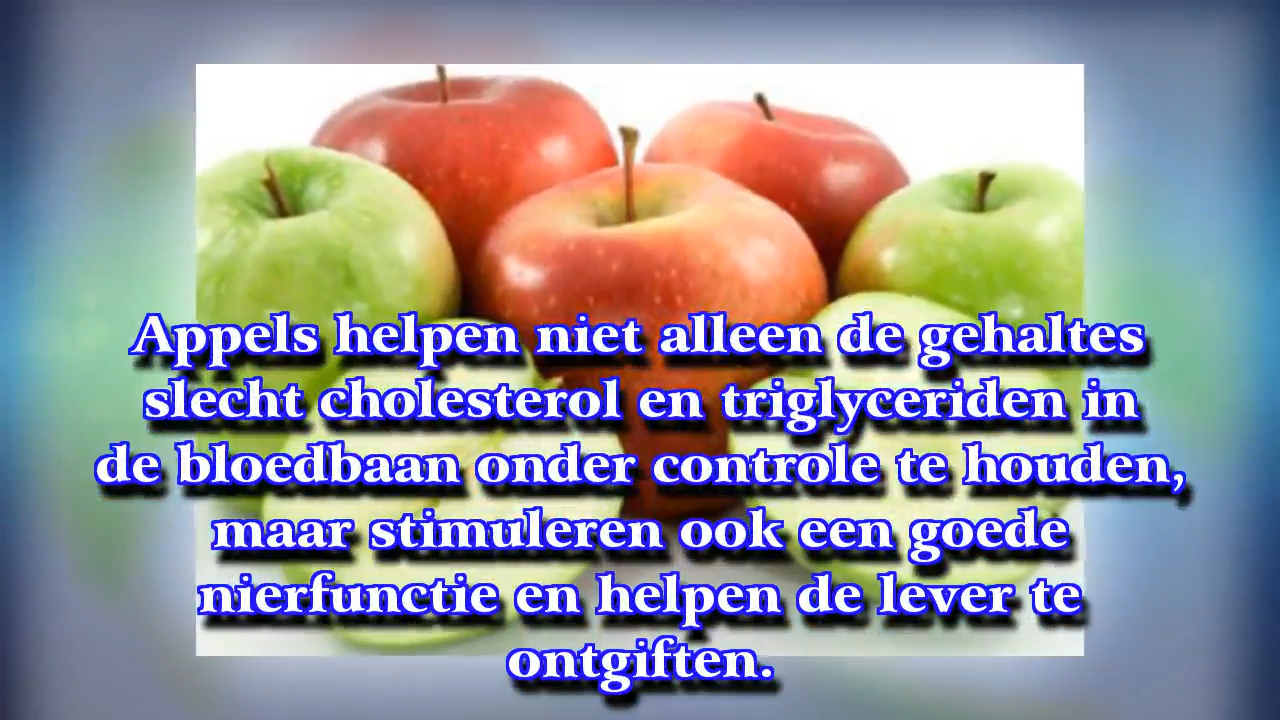 Appels helpen niet alleen de gehaltes
slecht cholesterol en triglyceriden in
de bloedbaan onder controle te houden,
maar stimuleren ook een goede
nierfunctie en helpen de lever te
ontgiften.